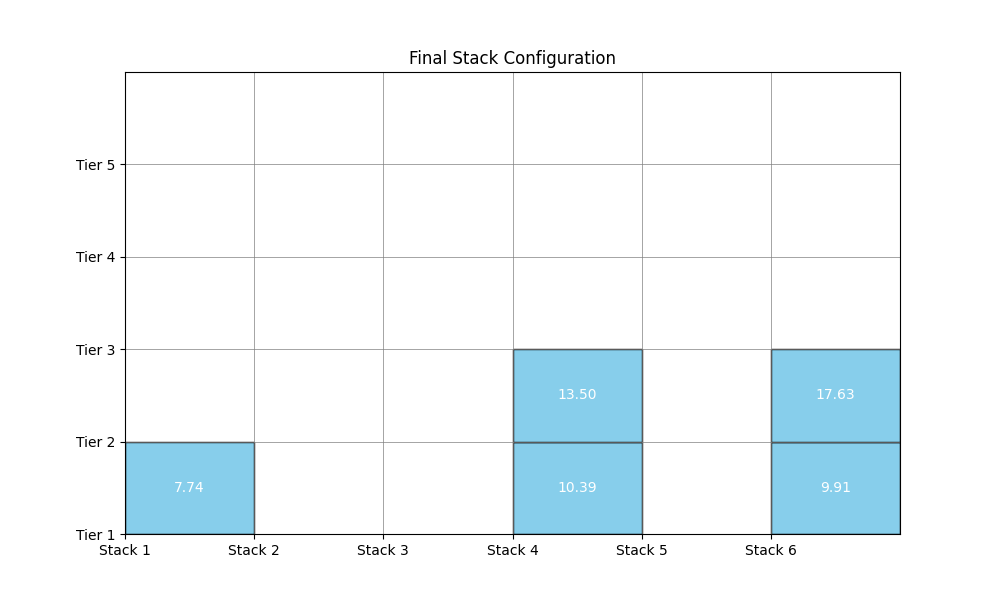 Final Stack Configuration
Tier 5
Tier 4
Tier 3
13.50 17.63
Tier 2
7.74 10.39 9.91
Tier 1
Stack 1 Stack 2 Stack 3 Stack 4 Stack 5 Stack 6